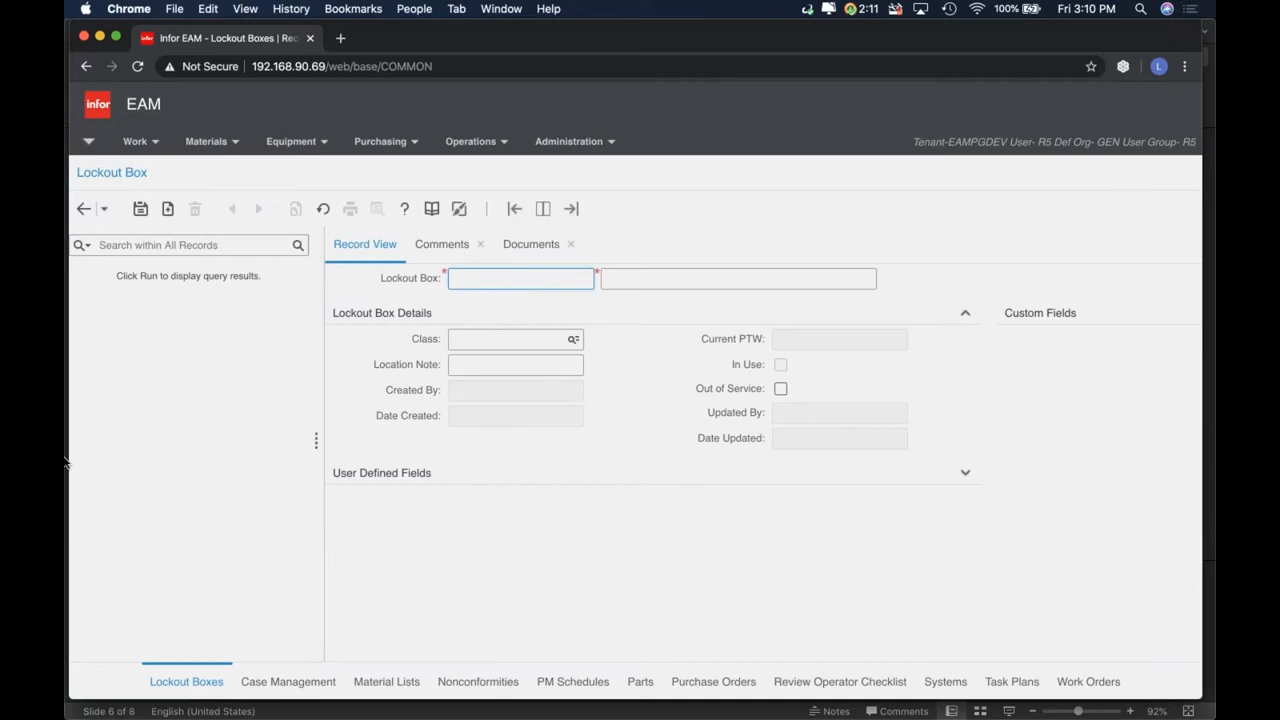 Chrome File Edit View History Bookmarks People Tab Window Help 2:11 100% Fri 3:10 PM
Infor EAM - Lockout Boxes | Rec
Not Secure 192.168.90.69/web/base/COMMON L
infor EAM
Work Materials Equipment Purchasing Operations Administration Tenant-EAMPGDEV User- R5 Def Org- GEN User Group- R5
Lockout Box
?
Search within All Records
Click Run to display query results.
Record View Comments Documents
Lockout Box: * *
Lockout Box Details
Custom Fields
Class:
Current PTW:
Location Note:
In Use:
Created By:
Out of Service:
Date Created:
Updated By:
Date Updated:
User Defined Fields
Lockout Boxes Case Management Material Lists Nonconformities PM Schedules Parts Purchase Orders Review Operator Checklist Systems Task Plans Work Orders
Slide 6 of 8 English (United States) Notes Comments 92%